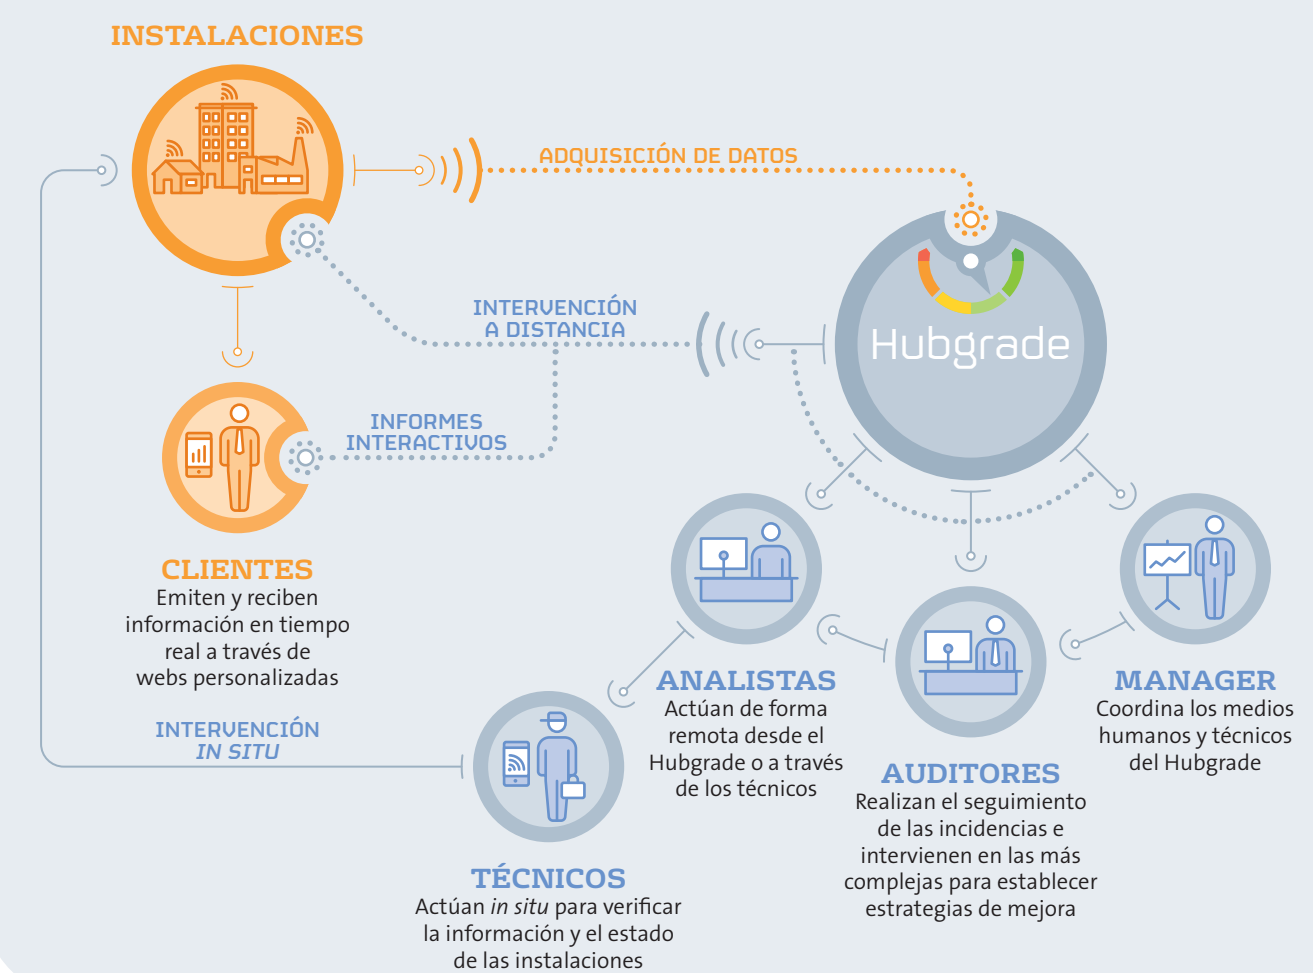 INSTALACIONES
ADQUISICIÓN DE DATOS
INTERVENCIÓN
A DISTANCIA
Hubgrade
INFORMES
INTERACTIVOS
CLIENTES
Emiten y reciben
información en tiempo
real a través de
webs personalizadas
INTERVENCIÓN
IN SITU
ANALISTAS
Actúan de forma
remota desde el
Hubgrade o a través
de los técnicos
MANAGER
Coordina los medios
humanos y técnicos
del Hubgrade
AUDITORES
Realizan el seguimiento
de las incidencias e
intervienen en las más
complejas para establecer
estrategias de mejora
TÉCNICOS
Actúan in situ para verificar
la información y el estado
de las instalaciones